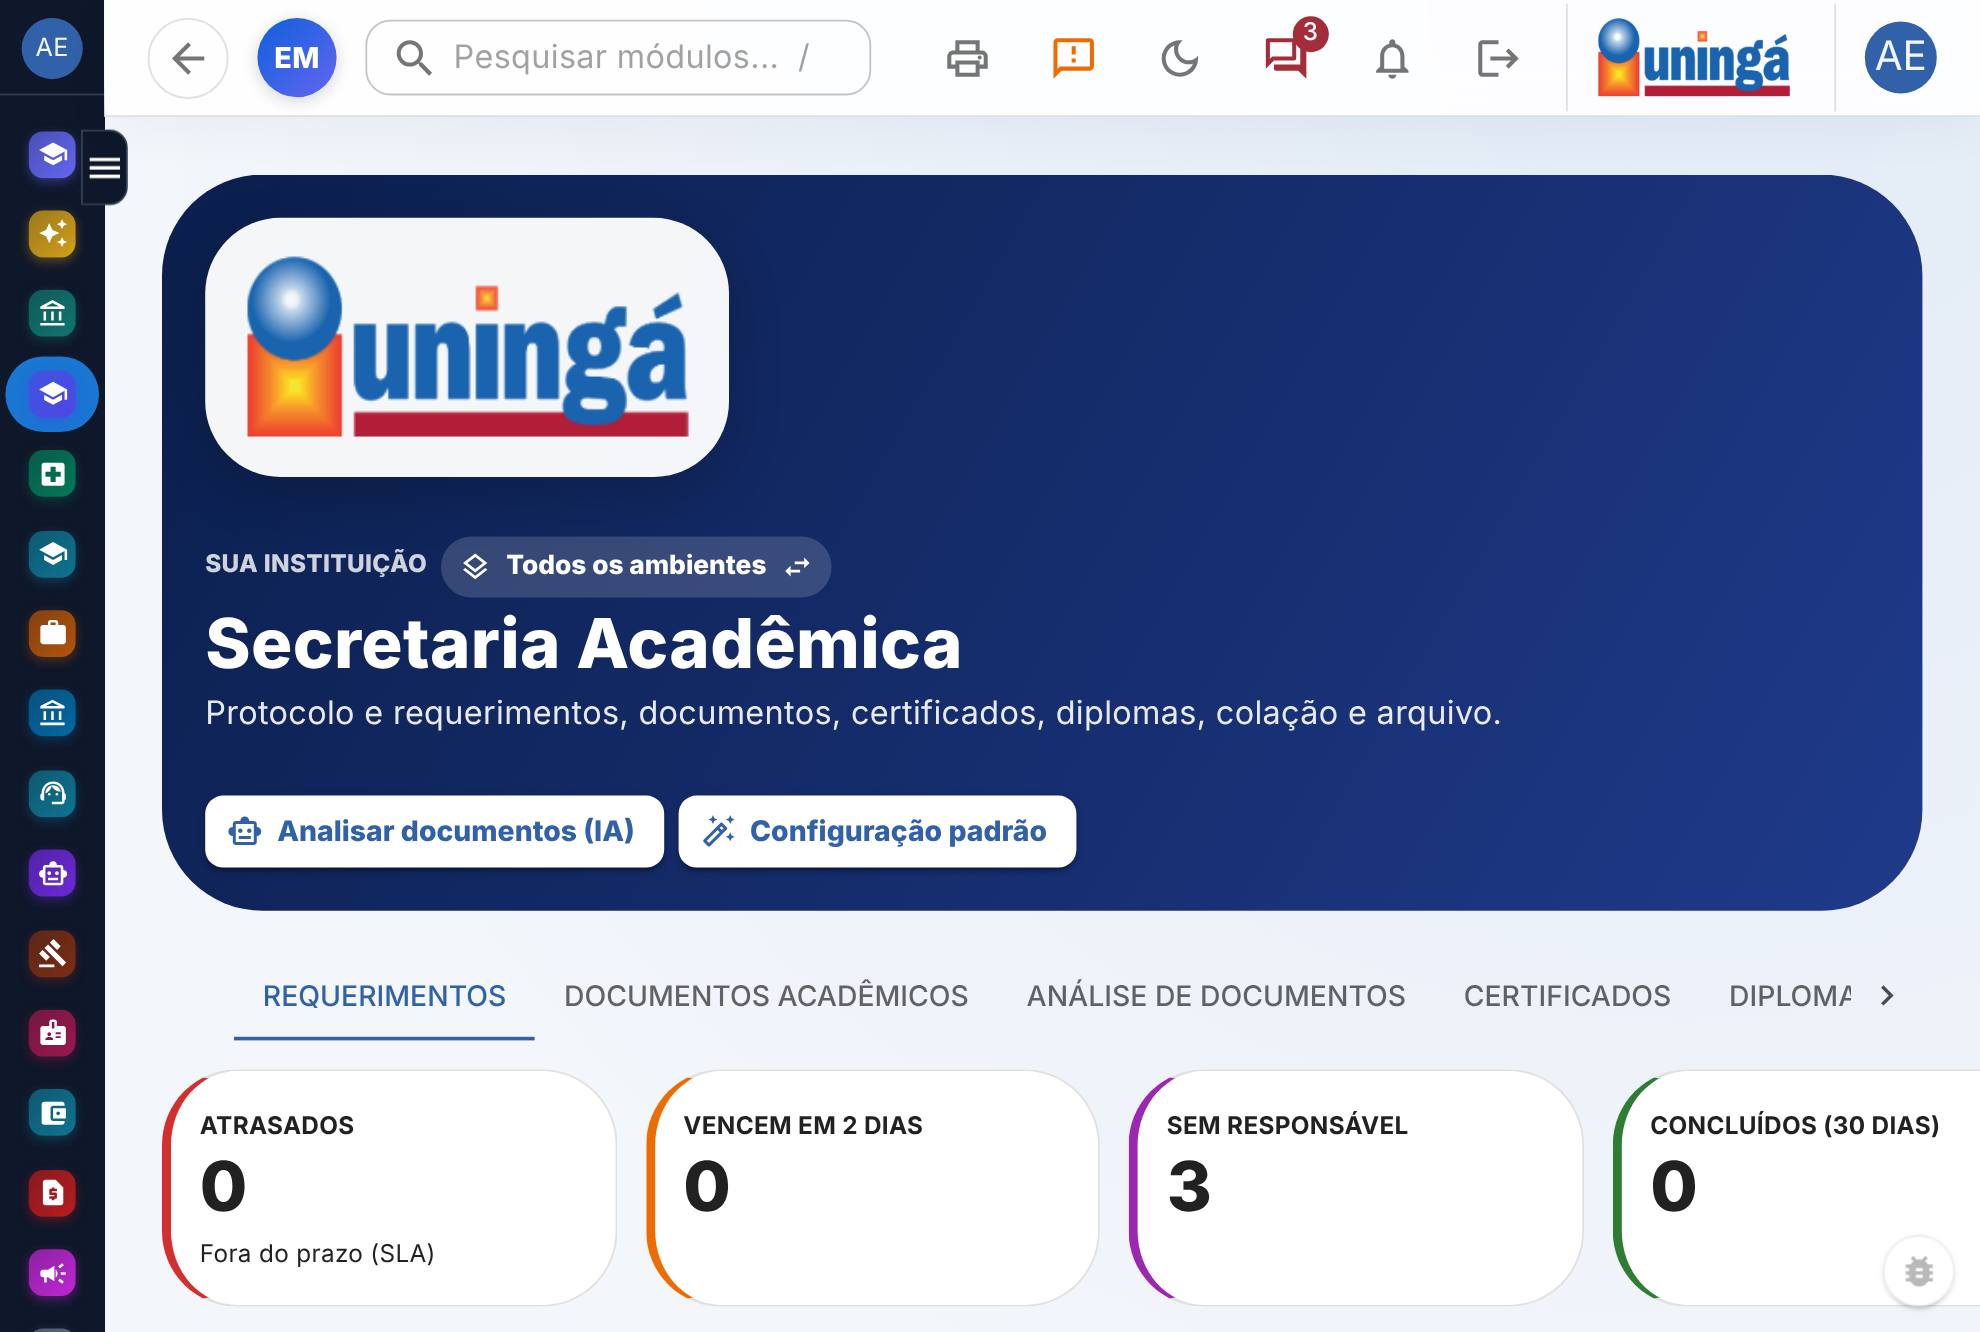 AE
EM
Pesquisar módulos... /
3
uningá
AE
uningá
SUA INSTITUIÇÃO
Todos os ambientes
Secretaria Acadêmica
Protocolo e requerimentos, documentos, certificados, diplomas, colação e arquivo.
Analisar documentos (IA)
Configuração padrão
REQUERIMENTOS
DOCUMENTOS ACADÊMICOS
ANÁLISE DE DOCUMENTOS
CERTIFICADOS
DIPLOMA
ATRASADOS
0
Fora do prazo (SLA)
VENCEM EM 2 DIAS
0
SEM RESPONSÁVEL
3
CONCLUÍDOS (30 DIAS)
0